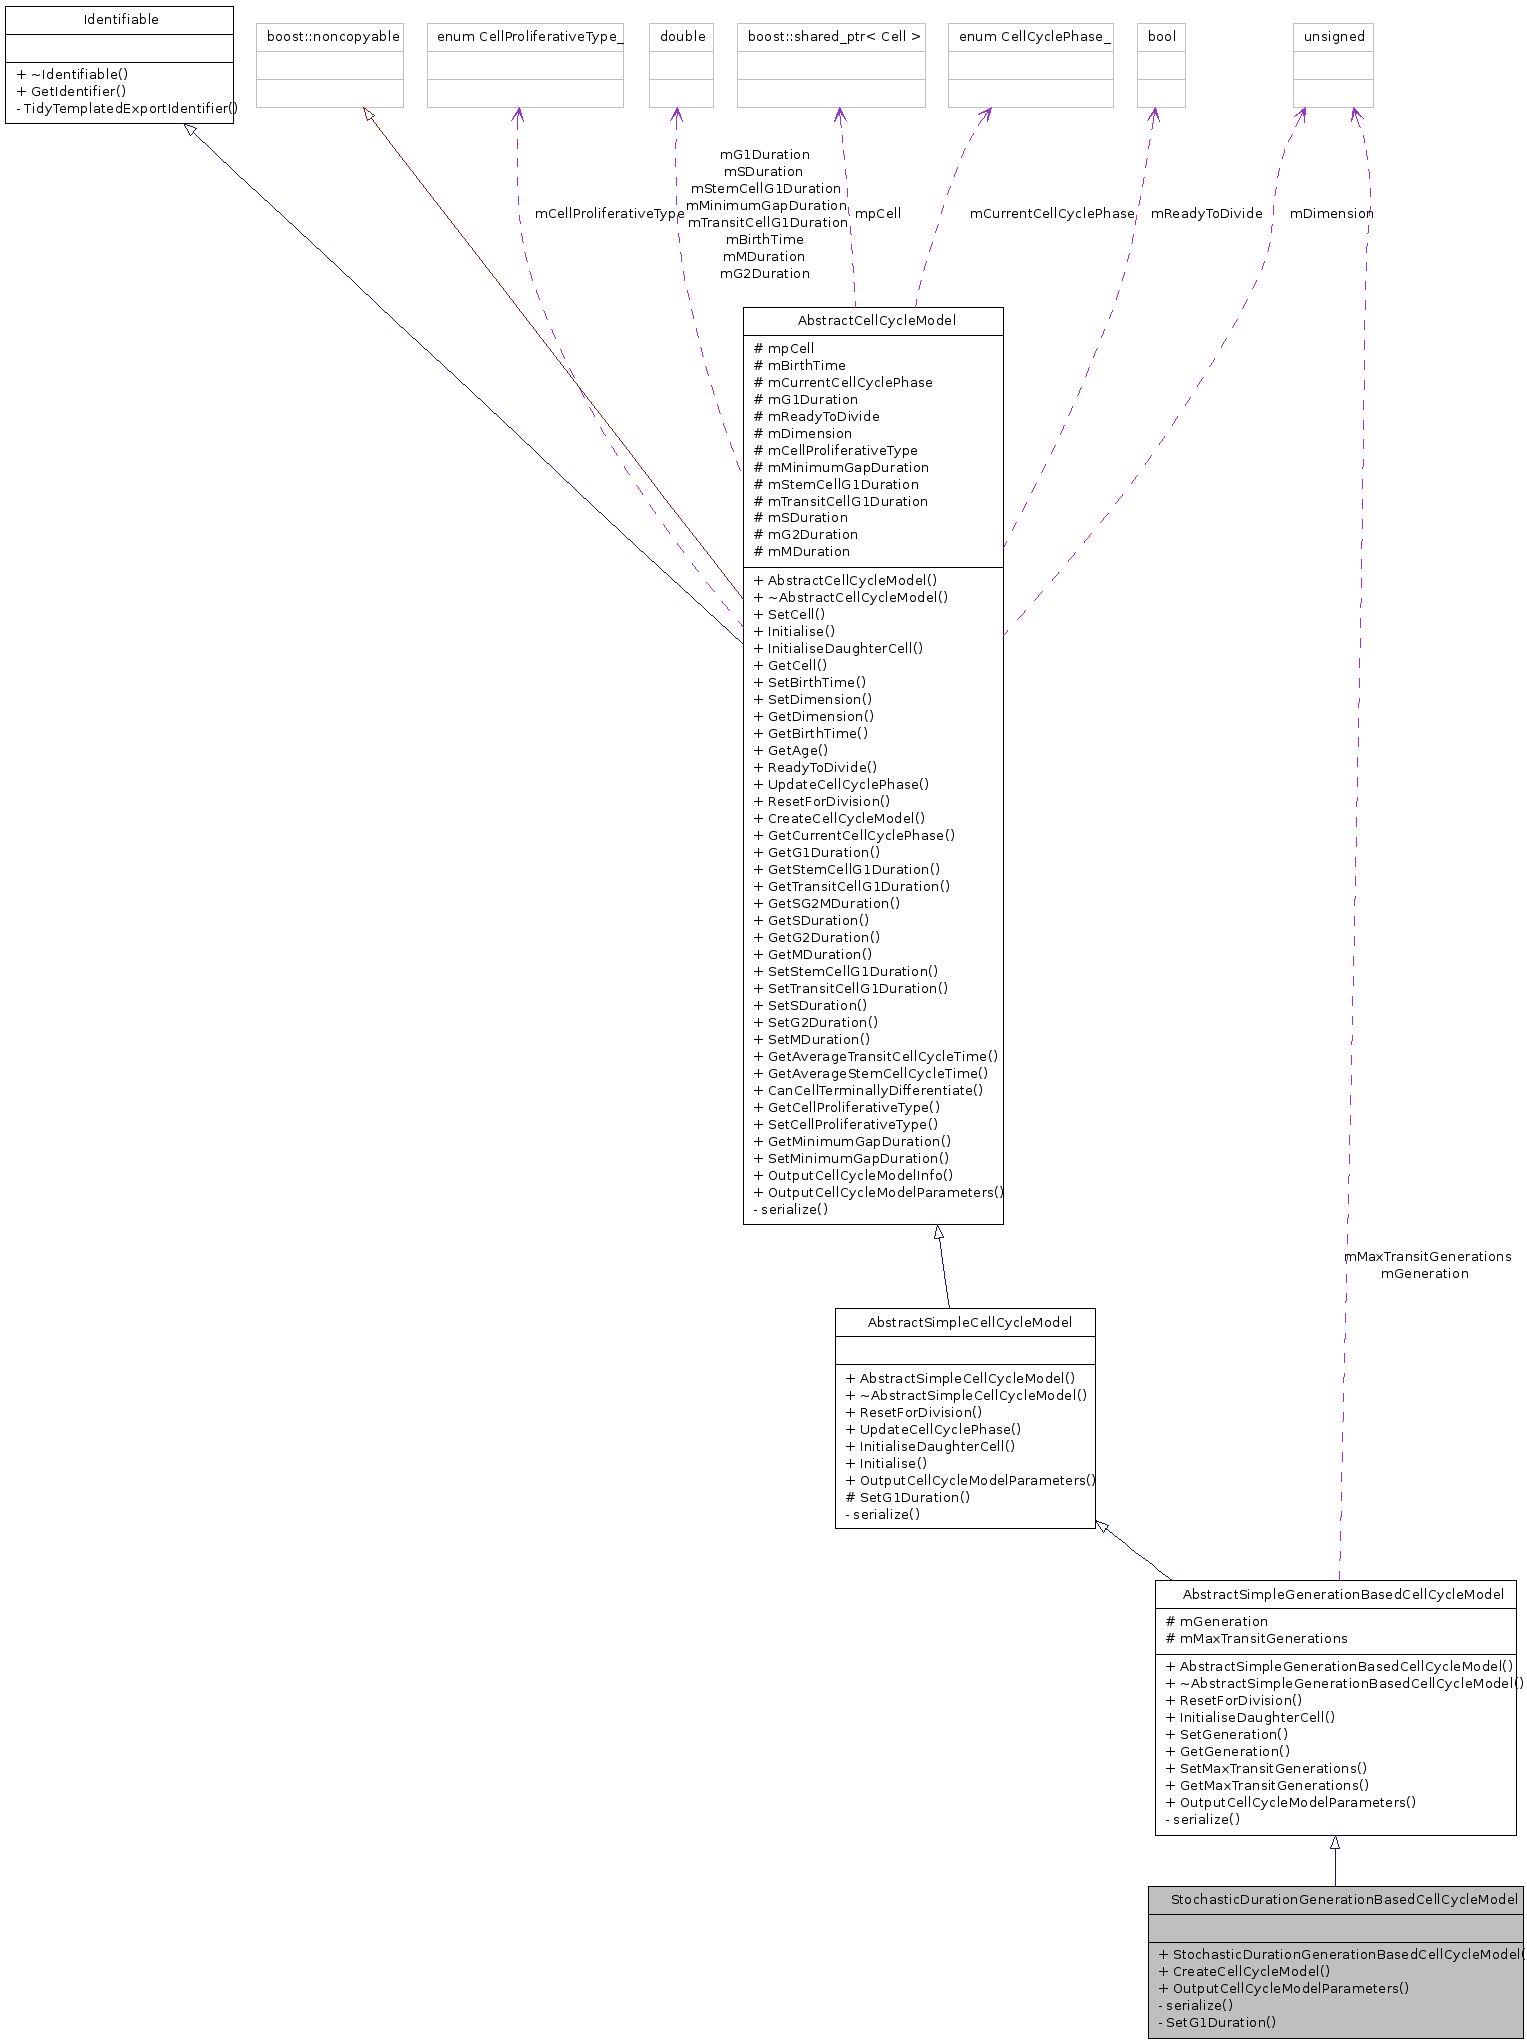 Identifiable
+ ~Identifiable()
+ GetIdentifier()
- TidyTemplatedExportIdentifier()
boost::noncopyable
enum CellProliferativeType_
double
boost::shared_ptr< Cell >
enum CellCyclePhase_
bool
unsigned
mCellProliferativeType
mG1Duration
mSDuration
mStemCellG1Duration
mMinimumGapDuration
mTransitCellG1Duration
mBirthTime
mMDuration
mG2Duration
mpCell
mCurrentCellCyclePhase
mReadyToDivide
mDimension
AbstractCellCycleModel
# mpCell
# mBirthTime
# mCurrentCellCyclePhase
# mG1Duration
# mReadyToDivide
# mDimension
# mCellProliferativeType
# mMinimumGapDuration
# mStemCellG1Duration
# mTransitCellG1Duration
# mSDuration
# mG2Duration
# mMDuration
+ AbstractCellCycleModel()
+ ~AbstractCellCycleModel()
+ SetCell()
+ Initialise()
+ InitialiseDaughterCell()
+ GetCell()
+ SetBirthTime()
+ SetDimension()
+ GetDimension()
+ GetBirthTime()
+ GetAge()
+ ReadyToDivide()
+ UpdateCellCyclePhase()
+ ResetForDivision()
+ CreateCellCycleModel()
+ GetCurrentCellCyclePhase()
+ GetG1Duration()
+ GetStemCellG1Duration()
+ GetTransitCellG1Duration()
+ GetSG2MDuration()
+ GetSDuration()
+ GetG2Duration()
+ GetMDuration()
+ SetStemCellG1Duration()
+ SetTransitCellG1Duration()
+ SetSDuration()
+ SetG2Duration()
+ SetMDuration()
+ GetAverageTransitCellCycleTime()
+ GetAverageStemCellCycleTime()
+ CanCellTerminallyDifferentiate()
+ GetCellProliferativeType()
+ SetCellProliferativeType()
+ GetMinimumGapDuration()
+ SetMinimumGapDuration()
+ OutputCellCycleModelInfo()
+ OutputCellCycleModelParameters()
- serialize()
mMaxTransitGenerations
mGeneration
AbstractSimpleCellCycleModel
+ AbstractSimpleCellCycleModel()
+ ~AbstractSimpleCellCycleModel()
+ ResetForDivision()
+ UpdateCellCyclePhase()
+ InitialiseDaughterCell()
+ Initialise()
+ OutputCellCycleModelParameters()
# SetG1Duration()
- serialize()
AbstractSimpleGenerationBasedCellCycleModel
# mGeneration
# mMaxTransitGenerations
+ AbstractSimpleGenerationBasedCellCycleModel()
+ ~AbstractSimpleGenerationBasedCellCycleModel()
+ ResetForDivision()
+ InitialiseDaughterCell()
+ SetGeneration()
+ GetGeneration()
+ SetMaxTransitGenerations()
+ GetMaxTransitGenerations()
+ OutputCellCycleModelParameters()
- serialize()
StochasticDurationGenerationBasedCellCycleModel
+ StochasticDurationGenerationBasedCellCycleModel(
+ CreateCellCycleModel()
+ OutputCellCycleModelParameters()
- serialize()
- SetG1Duration()